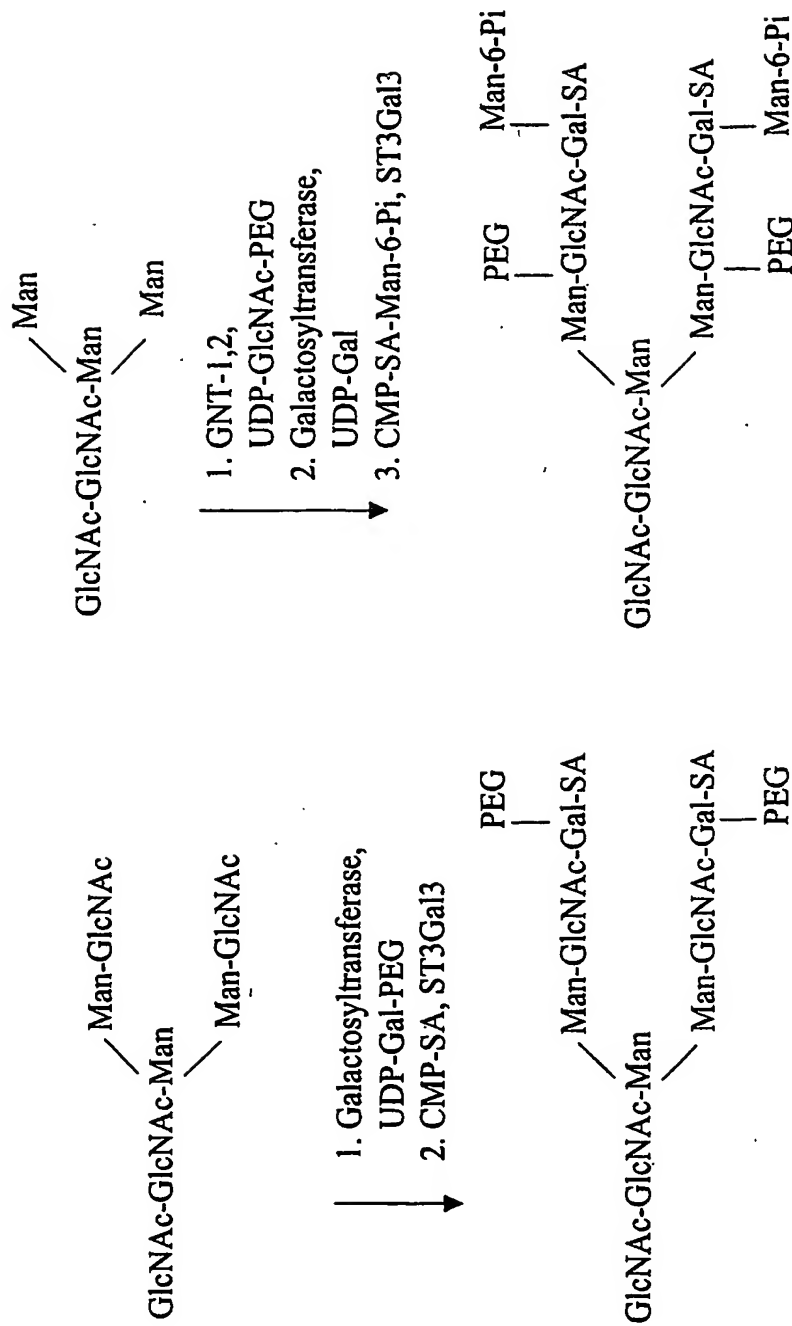 GlcNAc-GlcNAc-Man
Man-GlcNAc
Man-GlcNAc
1. Galactosyltransferase,
UDP-Gal-PEG
2. CMP-SA, ST3Gal3
PEG
Man-GlcNAc-Gal-SA
GlcNAc-GlcNAc-Man
Man-GlcNAc-Gal-SA
PEG
Man
GlcNAc-GlcNAc-Man
Man
1. GNT-1,2,
UDP-GlcNAc-PEG
2. Galactosyltransferase,
UDP-Gal
3. CMP-SA-Man-6-Pi, ST3Gal3
PEG Man-6-Pi
Man-GlcNAc-Gal-SA
GlcNAc-GlcNAc-Man
Man-GlcNAc-Gal-SA
PEG Man-6-Pi